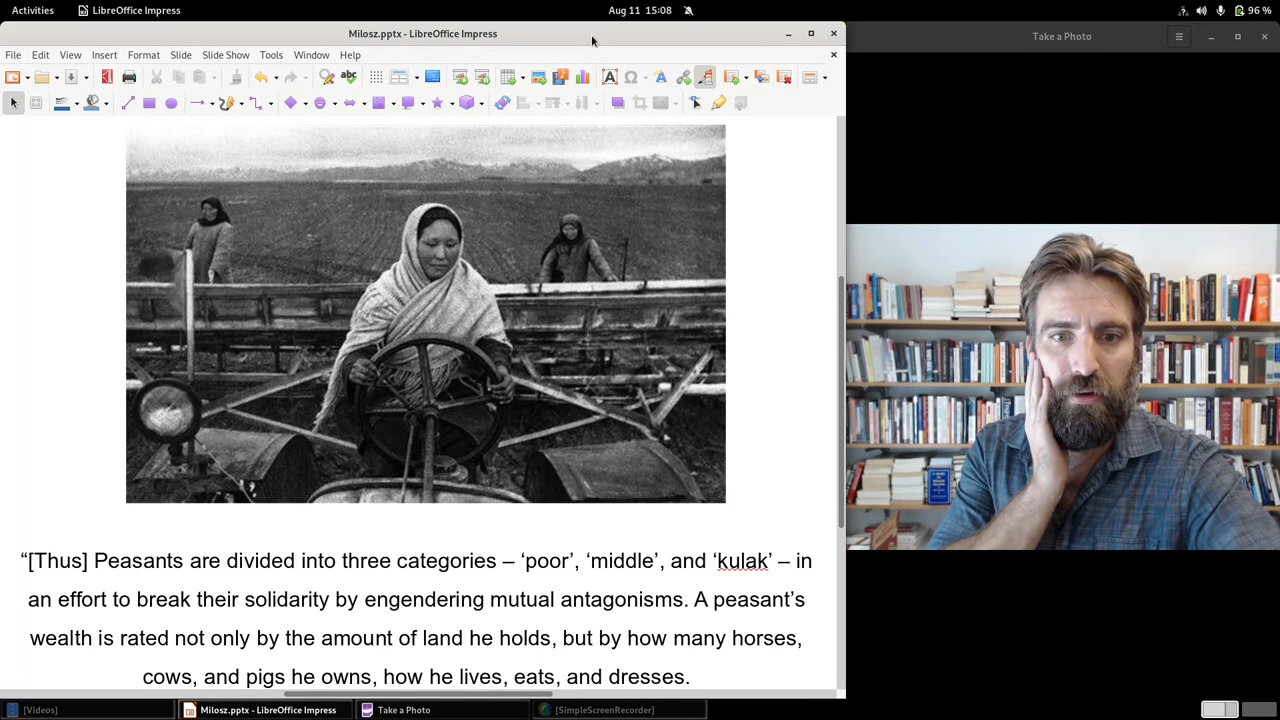 Activities
LibreOffice Impress
Aug 11 15:08
96 %
Milosz.pptx - LibreOffice Impress
Take a Photo
File Edit View Insert Format Slide Slide Show Tools Window Help
“[Thus] Peasants are divided into three categories – ‘poor’, ‘middle’, and ‘kulak’ – in
an effort to break their solidarity by engendering mutual antagonisms. A peasant’s
wealth is rated not only by the amount of land he holds, but by how many horses,
cows, and pigs he owns, how he lives, eats, and dresses.
[Videos]
Milosz.pptx - LibreOffice Impress
Take a Photo
[SimpleScreenRecorder]